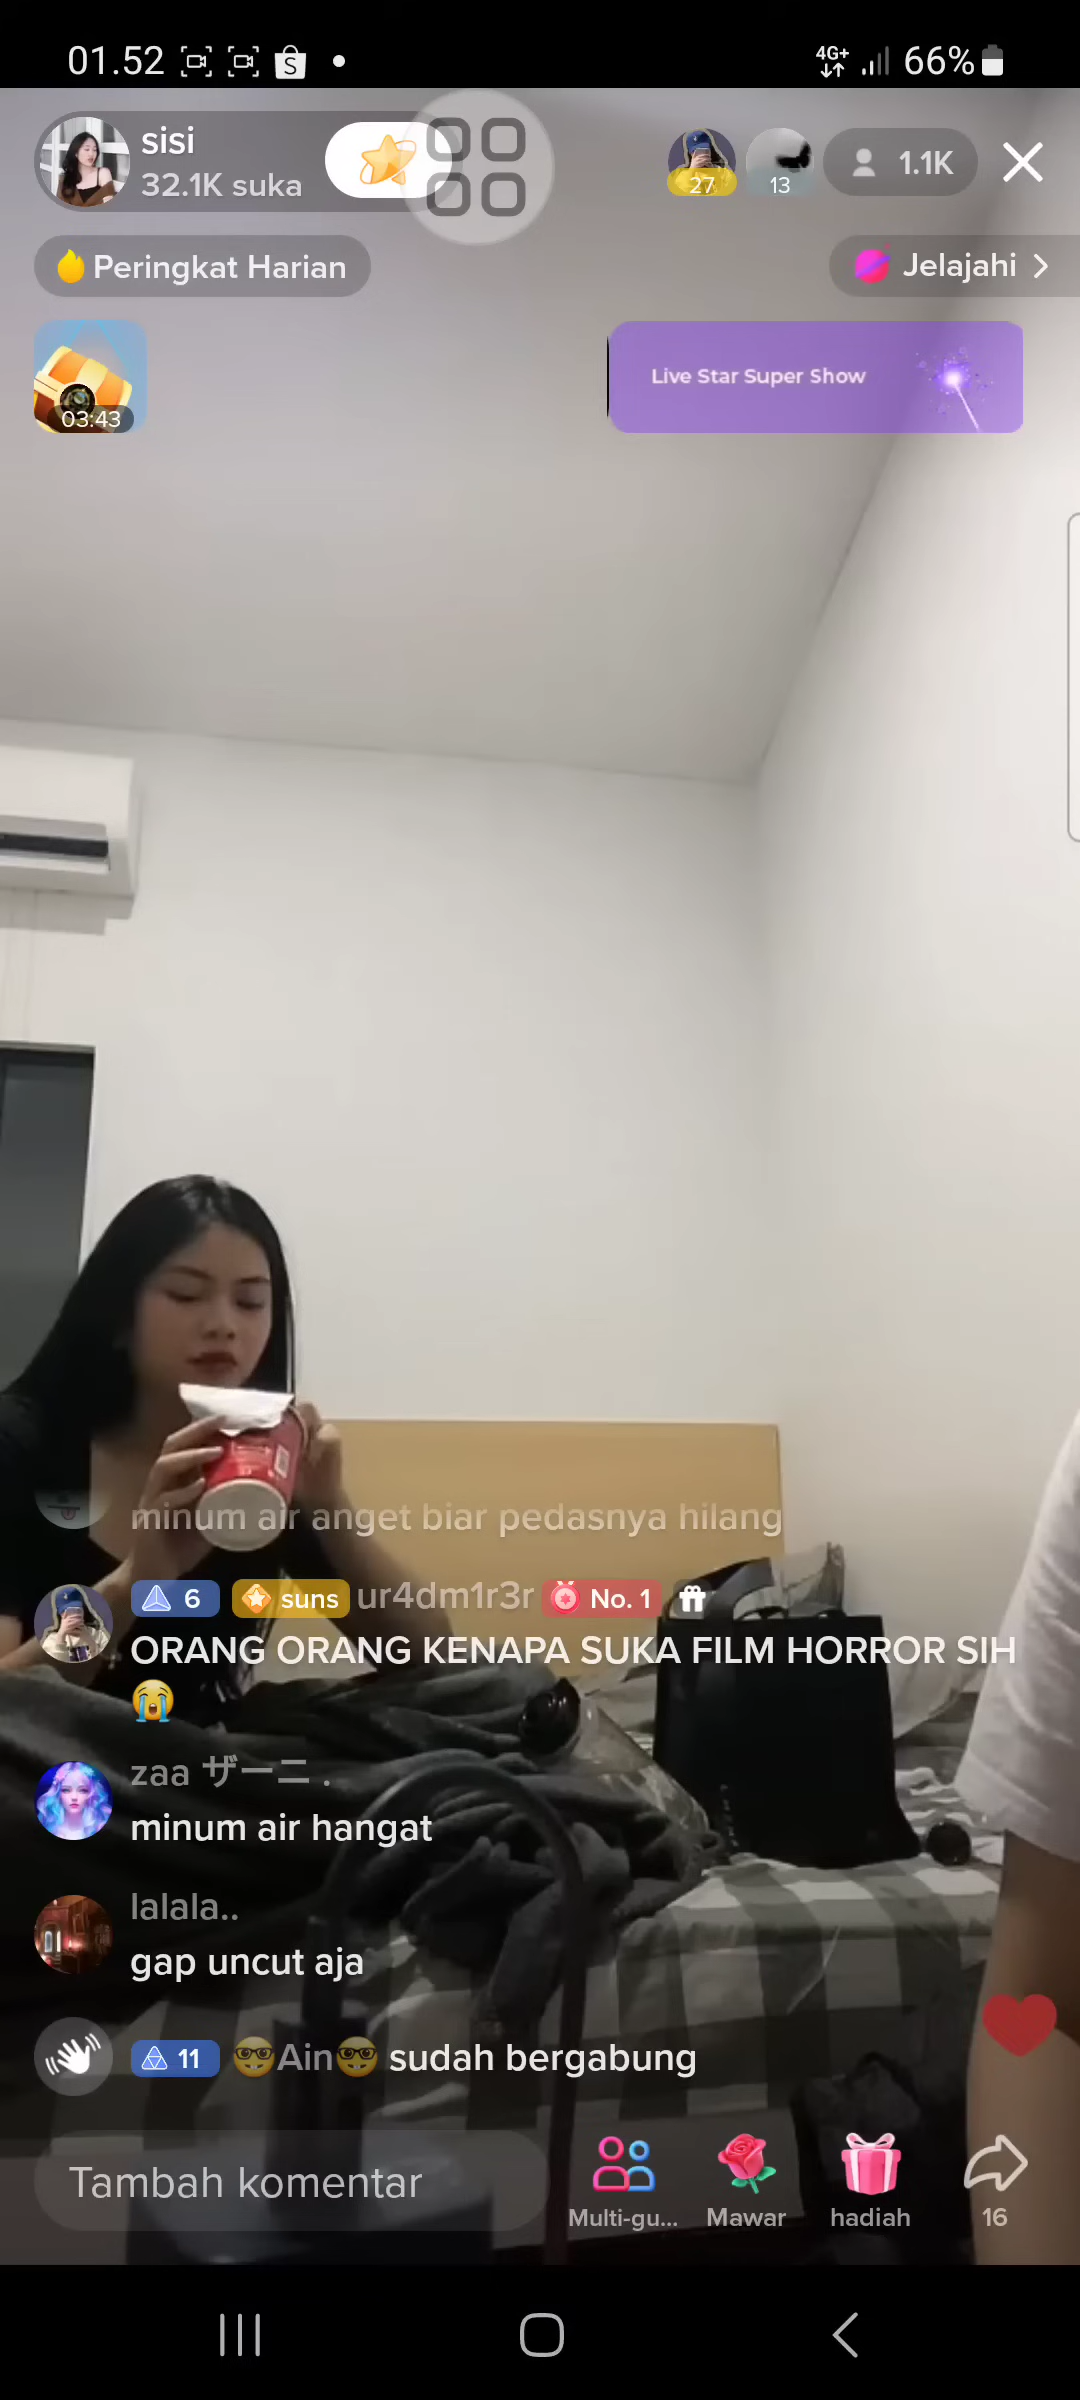 01.52
4G+
66%
sisi
32.1K suka
27
13
1.1K
Peringkat Harian
Jelajahi
03:43
Live Star Super Show
minum air anget biar pedasnya hilang
6 suns ur4dm1r3r No. 1
ORANG ORANG KENAPA SUKA FILM HORROR SIH
😭
zaa ザーニ .
minum air hangat
lalala..
gap uncut aja
11 🤓Ain🤓 sudah bergabung
Tambah komentar
Multi-gu...
Mawar
hadiah
16